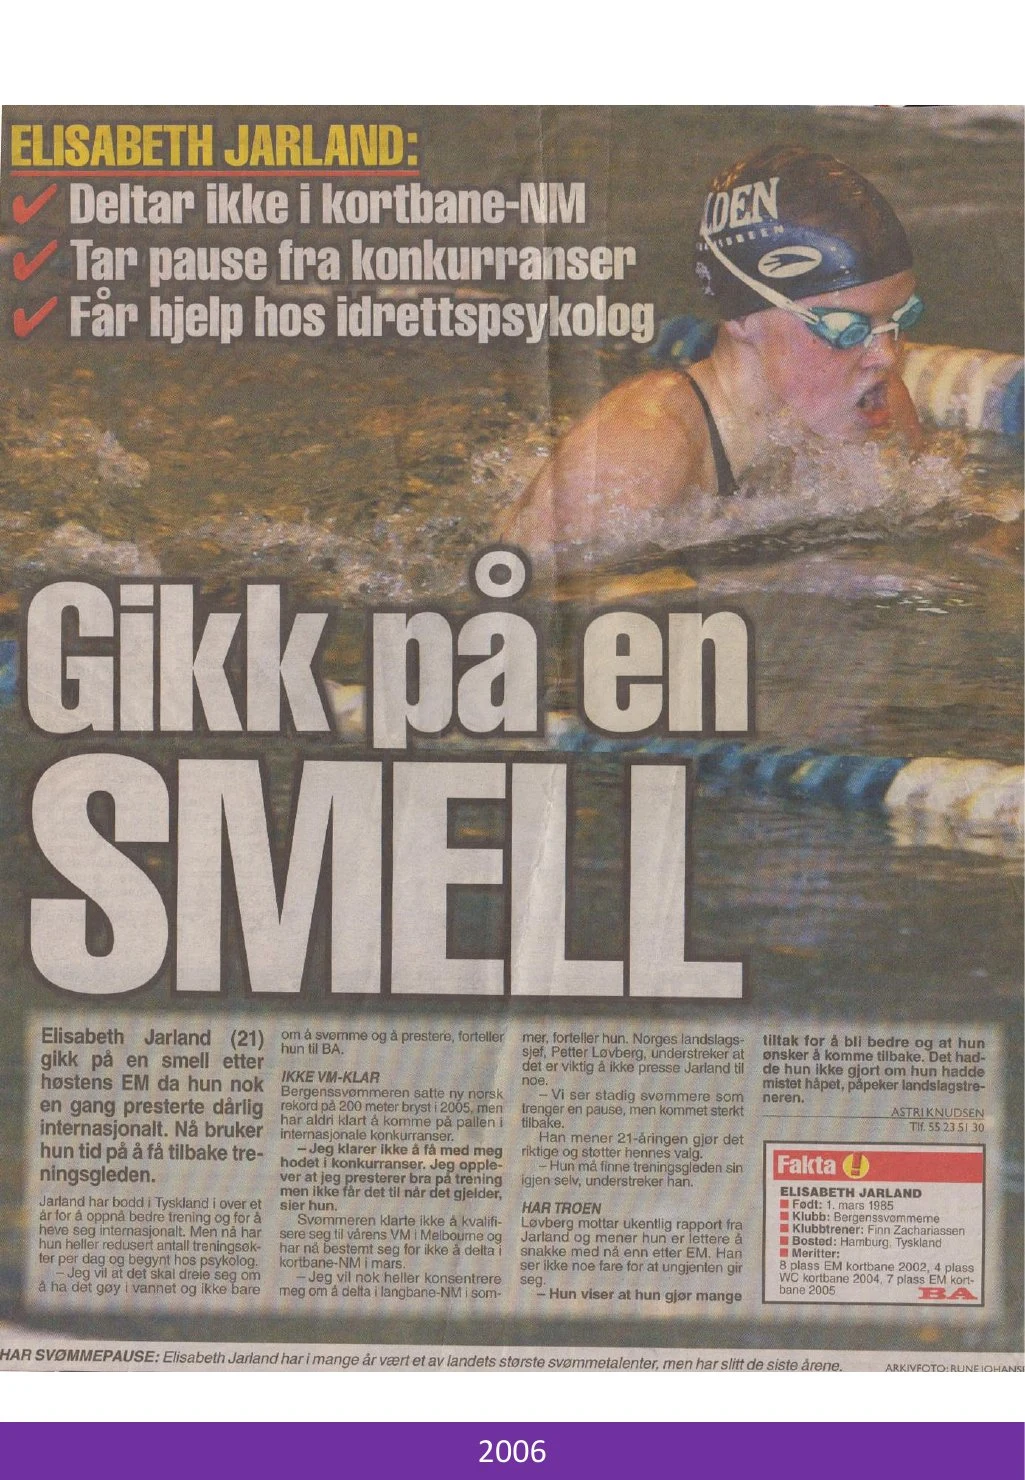 ELISABETH JARLAND:
✔ Deltar ikke i kortbane-NM
✔ Tar pause fra konkurranser
✔ Får hjelp hos idrettspsykolog
LDEN
Gikk på en
SMELL
Elisabeth Jarland (21)
gikk på en smell etter
høstens EM da hun nok
en gang presterte dårlig
internasjonalt. Nå bruker
hun tid på å få tilbake tre-
ningsgleden.
Jarland har bodd i Tyskland i over et
år for å oppnå bedre trening og for å
heve seg internasjonalt. Men nå har
hun heller redusert antall treningsøk-
ter per dag og begynt hos psykolog.
– Jeg vil at det skal dreie seg om
å ha det gøy i vannet og ikke bare
om å svømme og å prestere, forteller
hun til BA.
IKKE VM-KLAR
Bergenssvømmeren satte ny norsk
rekord på 200 meter bryst i 2005, men
har aldri klart å komme på pallen i
internasjonale konkurranser.
– Jeg klarer ikke å få med meg
hodet i konkurranser. Jeg opple-
ver at jeg presterer bra på trening
men ikke får det til når det gjelder,
sier hun.
Svømmeren klarte ikke å kvalifi-
sere seg til vårens VM i Melbourne og
har nå bestemt seg for ikke å delta i
kortbane-NM i mars.
– Jeg vil nok heller konsentrere
meg om å delta i langbane-NM i som-
mer, forteller hun. Norges landslags-
sjef, Petter Løvberg, understreker at
det er viktig å ikke presse Jarland til
noe.
– Vi ser stadig svømmere som
trenger en pause, men kommet sterkt
tilbake.
Han mener 21-åringen gjør det
riktige og støtter hennes valg.
– Hun må finne treningsgleden sin
igjen selv, understreker han.
HAR TROEN
Løvberg mottar ukentlig rapport fra
Jarland og mener hun er lettere å
snakke med nå enn etter EM. Han
ser ikke noe fare for at ungjenten gir
seg.
– Hun viser at hun gjør mange
tiltak for å bli bedre og at hun
ønsker å komme tilbake. Det had-
de hun ikke gjort om hun hadde
mistet håpet, påpeker landslagstre-
neren.
ASTRI KNUDSEN
Tlf. 55 23 51 30
Fakta !
ELISABETH JARLAND
Født: 1. mars 1985
Klubb: Bergenssvømmerne
Klubbtrener: Finn Zachariassen
Bosted: Hamburg, Tyskland
Meritter:
8 plass EM kortbane 2002, 4 plass
WC kortbane 2004, 7 plass EM kort-
bane 2005
BA
HAR SVØMMEPAUSE: Elisabeth Jarland har i mange år vært et av landets største svømmetalenter, men har slitt de siste årene.
ARKIVFOTO: RUNE JOHANS
2006